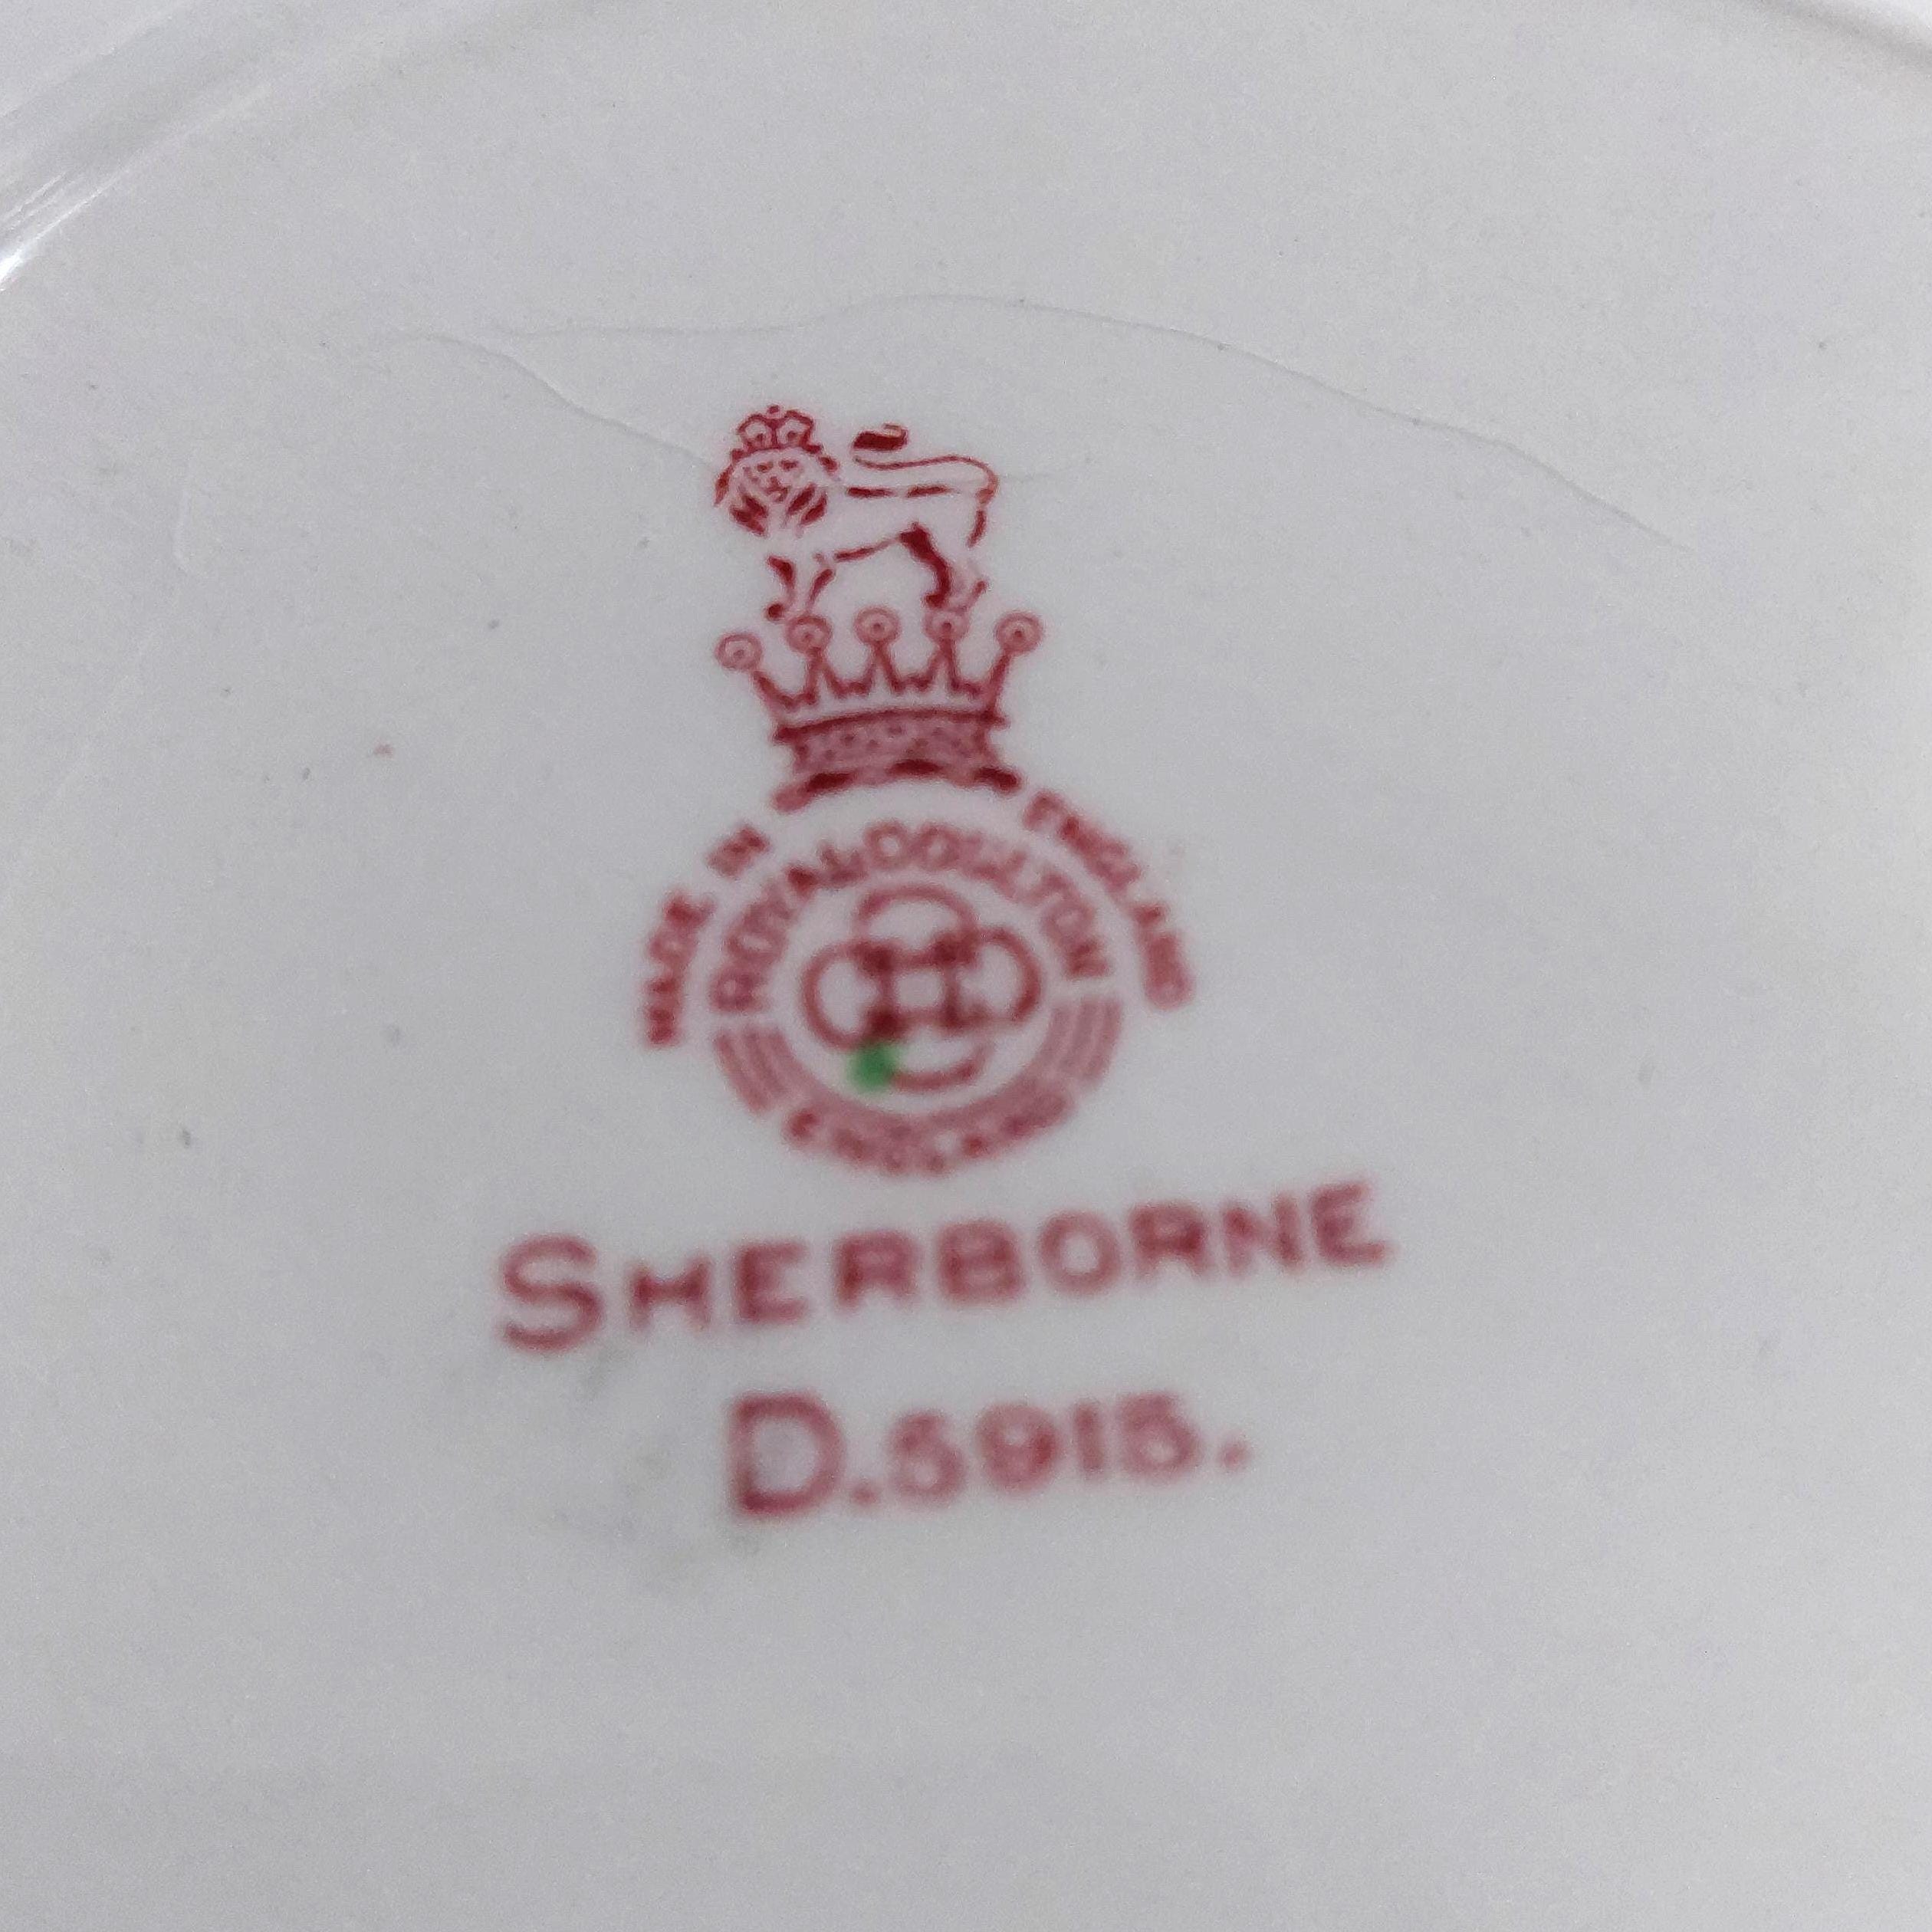 MADE IN ENGLAND
ROYAL DOULTON
ENGLAND
SHERBORNE
D.5915.